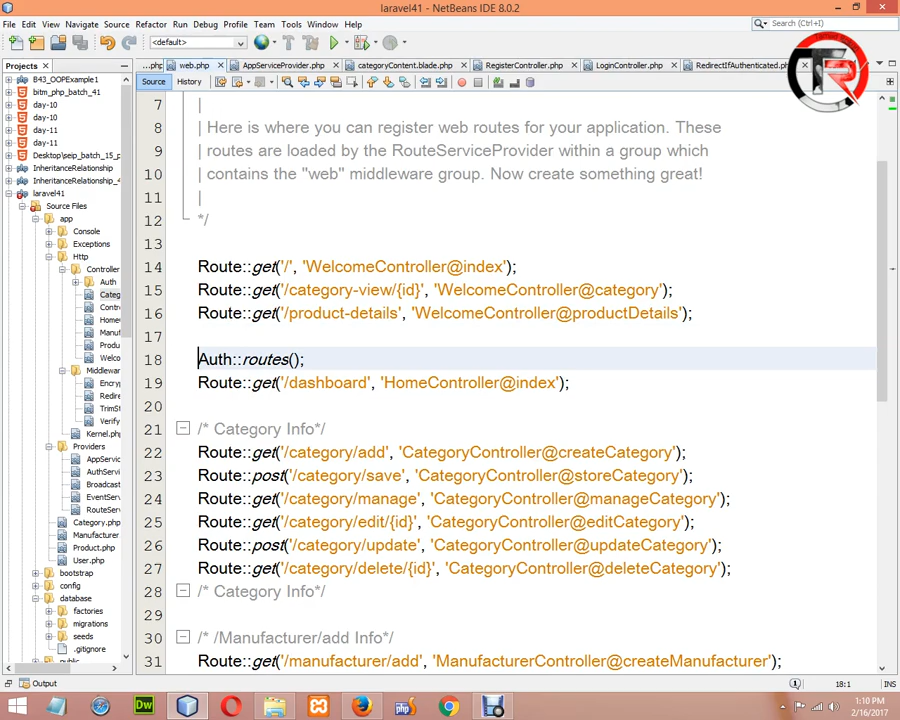 laravel41 - NetBeans IDE 8.0.2
File Edit View Navigate Source Refactor Run Debug Profile Team Tools Window Help
<default>
Search (Ctrl+I)
Projects
...php web.php AppServiceProvider.php categoryContent.blade.php RegisterController.php LoginController.php RedirectIfAuthenticated.php
Source History
B43_OOPExample1
bitm_php_batch_41
day-10
day-10
day-11
day-11
Desktop\seip_batch_15_p
InheritanceRelationship
InheritanceRelationship_4
laravel41
Source Files
app
Console
Exceptions
Http
Controller
Auth
Categ
Contr
Home
Manu
Produ
Welco
Middlewar
Encry
Redire
TrimSt
Verify
Kernel.php
Providers
AppServic
AuthServi
Broadcas
EventServ
RouteServ
Category.php
Manufacturer
Product.php
User.php
bootstrap
config
database
factories
migrations
seeds
.gitignore
public
7 |
8 | Here is where you can register web routes for your application. These
9 | routes are loaded by the RouteServiceProvider within a group which
10 | contains the "web" middleware group. Now create something great!
11 |
12 */
13
14 Route::get('/', 'WelcomeController@index');
15 Route::get('/category-view/{id}', 'WelcomeController@category');
16 Route::get('/product-details', 'WelcomeController@productDetails');
17
18 Auth::routes();
19 Route::get('/dashboard', 'HomeController@index');
20
21 /* Category Info*/
22 Route::get('/category/add', 'CategoryController@createCategory');
23 Route::post('/category/save', 'CategoryController@storeCategory');
24 Route::get('/category/manage', 'CategoryController@manageCategory');
25 Route::get('/category/edit/{id}', 'CategoryController@editCategory');
26 Route::post('/category/update', 'CategoryController@updateCategory');
27 Route::get('/category/delete/{id}', 'CategoryController@deleteCategory');
28 /* Category Info*/
29
30 /* /Manufacturer/add Info*/
31 Route::get('/manufacturer/add', 'ManufacturerController@createManufacturer');
Output
18:1 INS
Dw
php
1:10 PM
2/16/2017